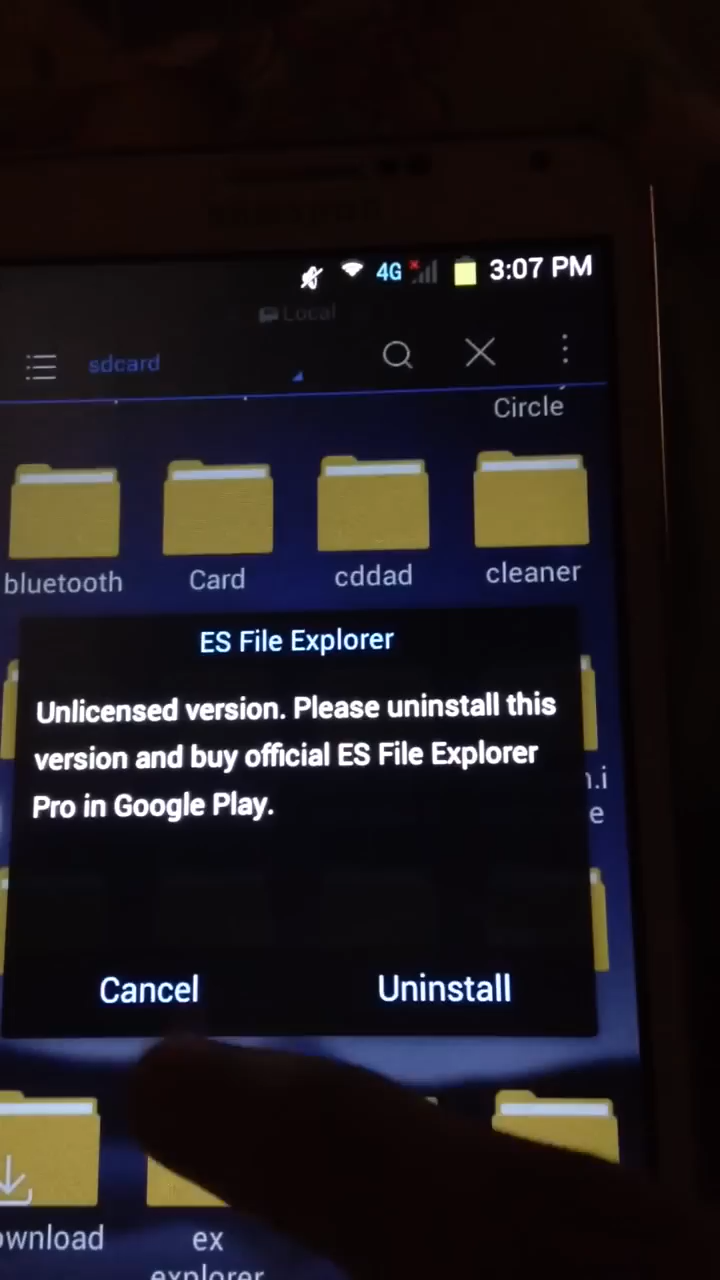 4G 3:07 PM
Local
sdcard
Circle
bluetooth Card cddad cleaner
ES File Explorer
Unlicensed version. Please uninstall this
version and buy official ES File Explorer
Pro in Google Play.
n.i
e
Cancel Uninstall
ownload ex
explorer